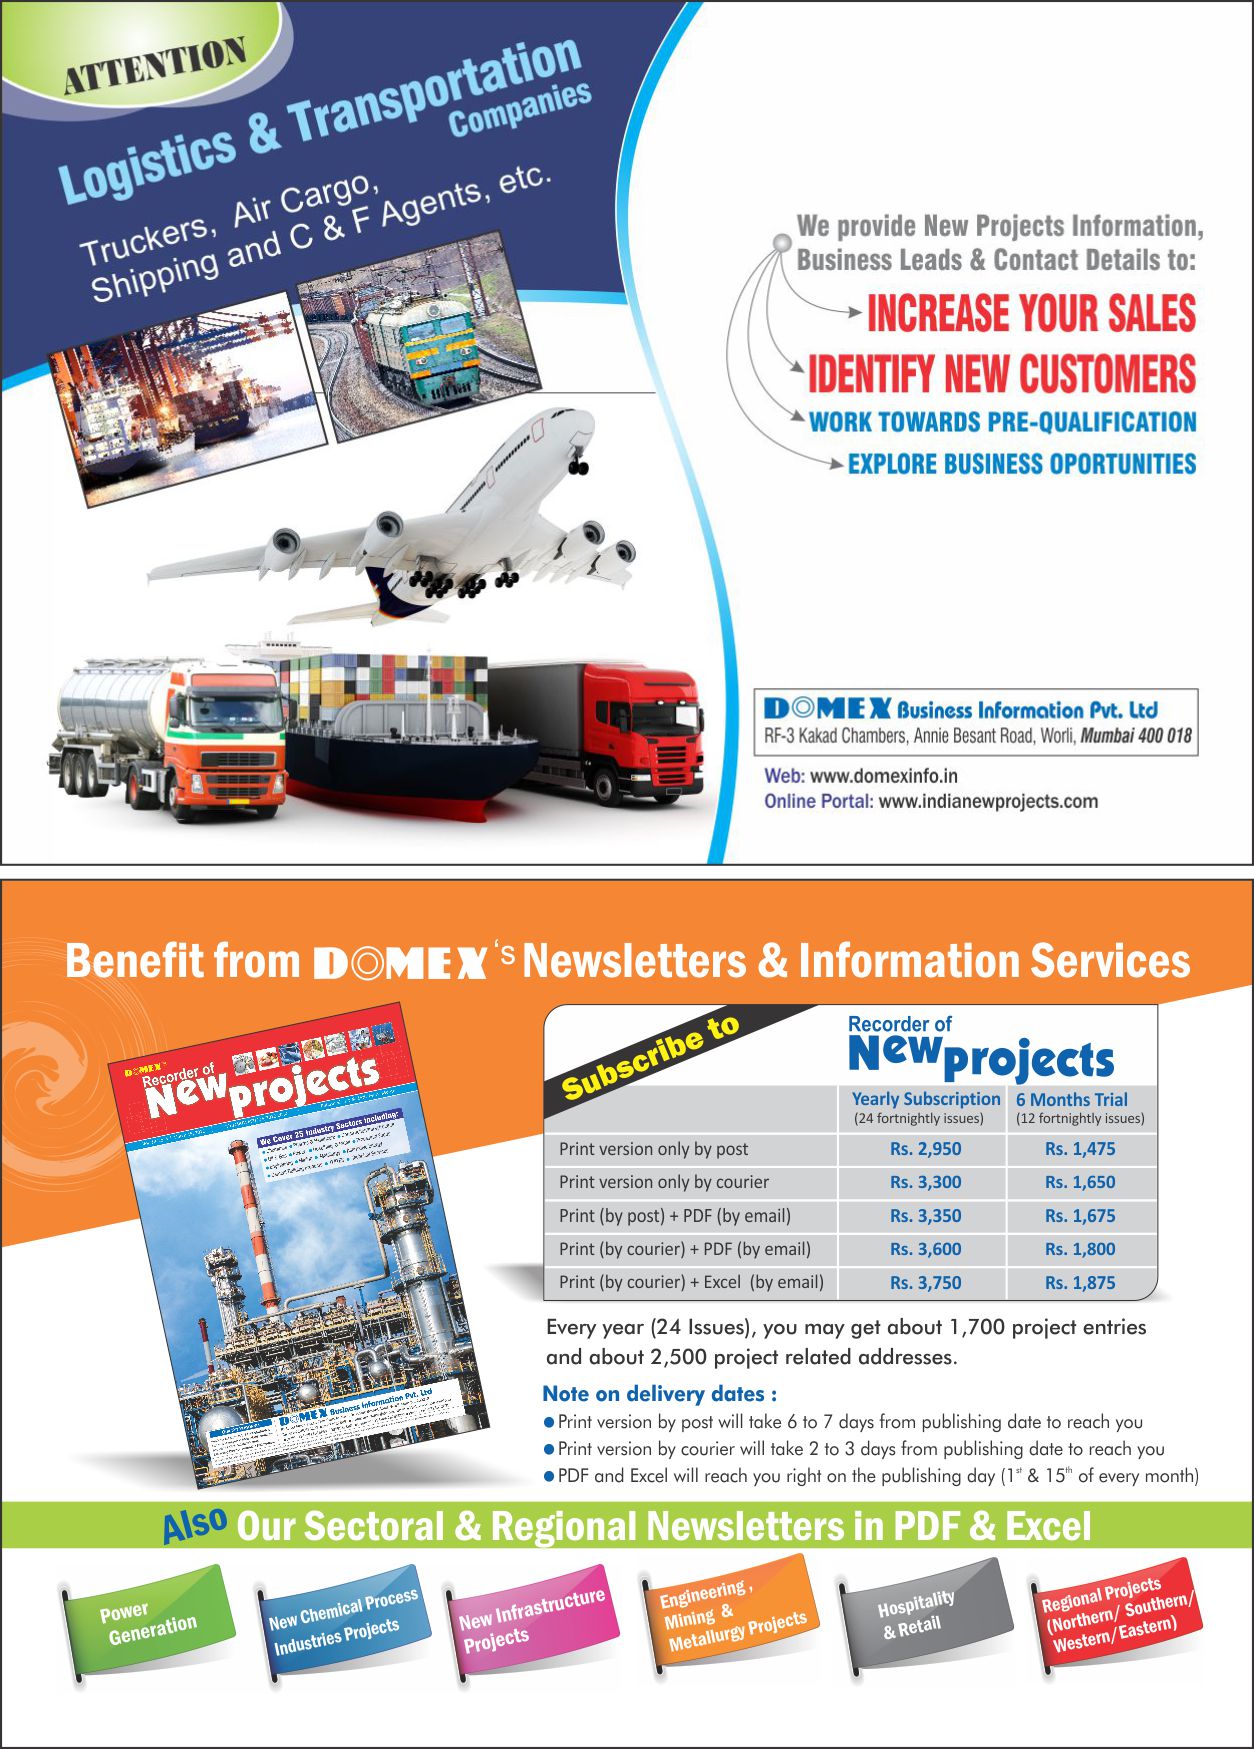 ATTENTION
Logistics & Transportation
Companies
Truckers, Air Cargo,
Shipping and C & F Agents, etc.
We provide New Projects Information,
Business Leads & Contact Details to:
INCREASE YOUR SALES
IDENTIFY NEW CUSTOMERS
WORK TOWARDS PRE-QUALIFICATION
EXPLORE BUSINESS OPORTUNITIES
DOMEX Business Information Pvt. Ltd
RF-3 Kakad Chambers, Annie Besant Road, Worli, Mumbai 400 018
Web: www.domexinfo.in
Online Portal: www.indianewprojects.com
Benefit from DOMEX‘s Newsletters & Information Services
DOMEX™
Recorder of
Newprojects
We Cover 25 Industry Sectors including:
DOMEX Business Information Pvt. Ltd
Subscribe to
Recorder of
Newprojects
Yearly Subscription 6 Months Trial
(24 fortnightly issues) (12 fortnightly issues)
Print version only by post Rs. 2,950 Rs. 1,475
Print version only by courier Rs. 3,300 Rs. 1,650
Print (by post) + PDF (by email) Rs. 3,350 Rs. 1,675
Print (by courier) + PDF (by email) Rs. 3,600 Rs. 1,800
Print (by courier) + Excel (by email) Rs. 3,750 Rs. 1,875
Every year (24 Issues), you may get about 1,700 project entries
and about 2,500 project related addresses.
Note on delivery dates :
● Print version by post will take 6 to 7 days from publishing date to reach you
● Print version by courier will take 2 to 3 days from publishing date to reach you
● PDF and Excel will reach you right on the publishing day (1st & 15th of every month)
Also Our Sectoral & Regional Newsletters in PDF & Excel
Power
Generation
New Chemical Process
Industries Projects
New Infrastructure
Projects
Engineering ,
Mining &
Metallurgy Projects
Hospitality
& Retail
Regional Projects
(Northern/ Southern/
Western/Eastern)